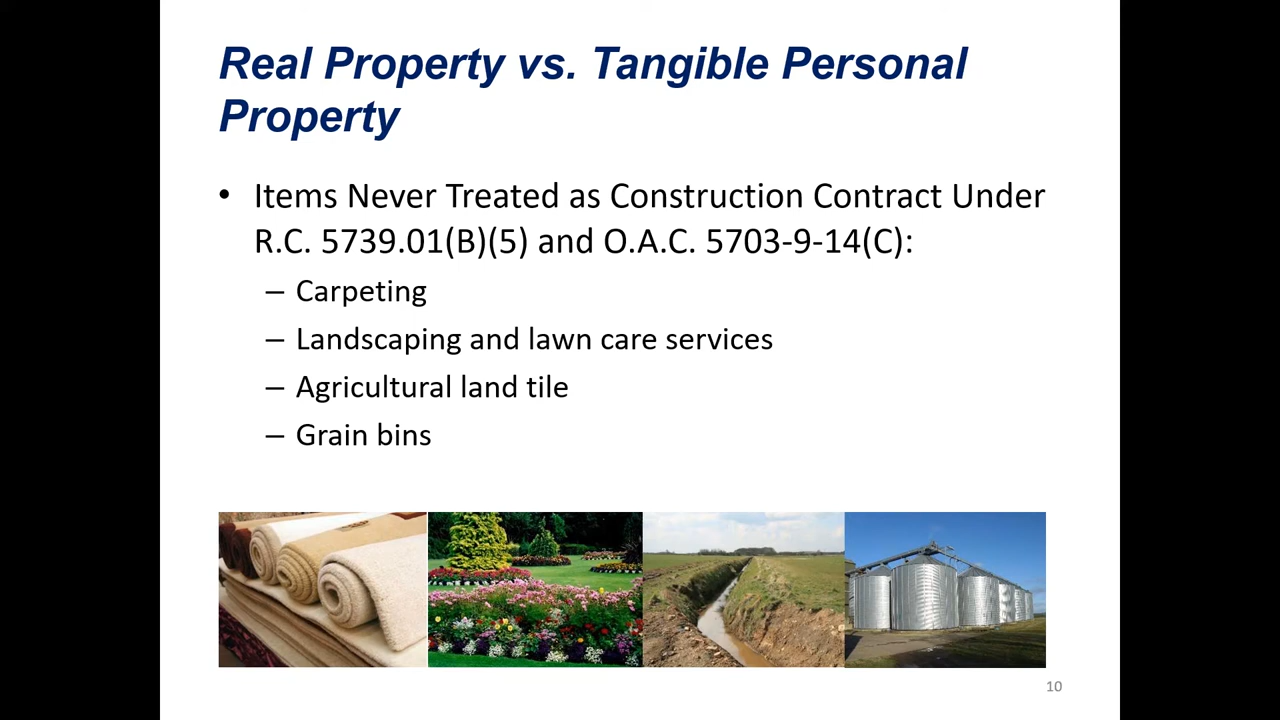 Real Property vs. Tangible Personal
Property
• Items Never Treated as Construction Contract Under
R.C. 5739.01(B)(5) and O.A.C. 5703-9-14(C):
– Carpeting
– Landscaping and lawn care services
– Agricultural land tile
– Grain bins
10